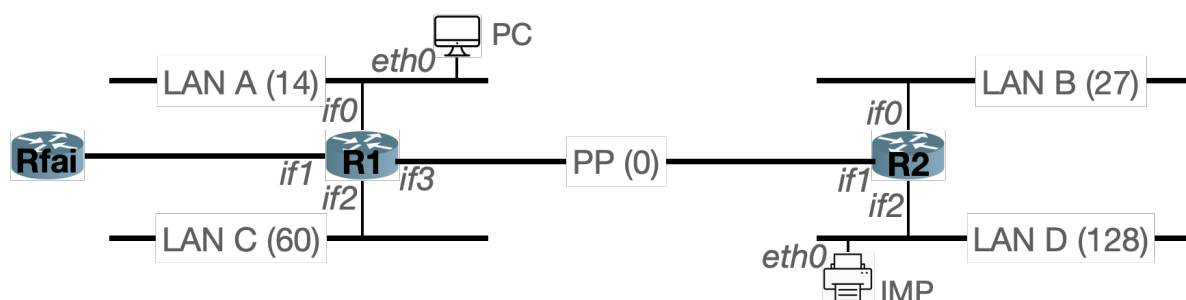 PC
eth0
LAN A (14)
LAN B (27)
if0
if0
Rfai
R1
PP (0)
R2
if1
if3
if1
if2
if2
LAN C (60)
LAN D (128)
eth0
IMP